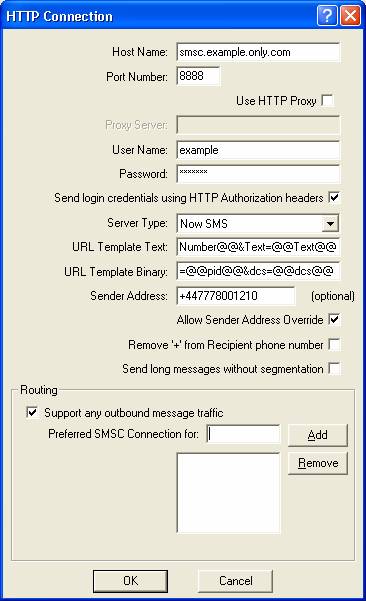 HTTP Connection
Host Name: smsc.example.only.com
Port Number: 8888
Use HTTP Proxy
Proxy Server:
User Name: example
Password: *******
Send login credentials using HTTP Authorization headers
Server Type: Now SMS
URL Template Text: Number@@&Text=@@Text@@
URL Template Binary: =@@pid@@&dcs=@@dcs@@
Sender Address: +447778001210 (optional)
Allow Sender Address Override
Remove '+' from Recipient phone number
Send long messages without segmentation
Routing
Support any outbound message traffic
Preferred SMSC Connection for: Add
Remove
OK Cancel